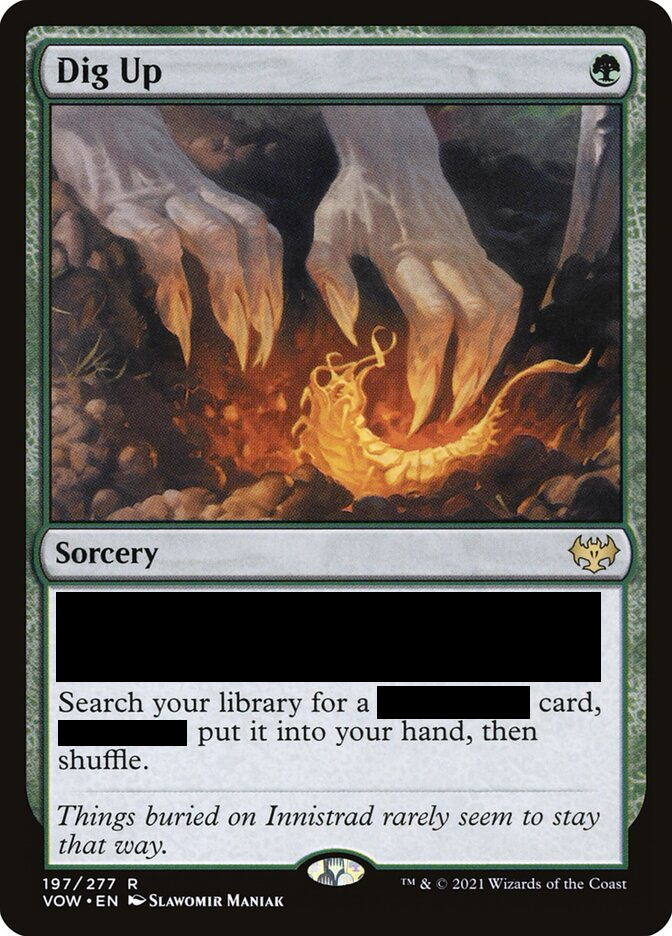 Dig Up
Sorcery
Search your library for a card,
put it into your hand, then
shuffle.
Things buried on Innistrad rarely seem to stay
that way.
197/277 R
VOW • EN SLAWOMIR MANIAK
™ & © 2021 Wizards of the Coast